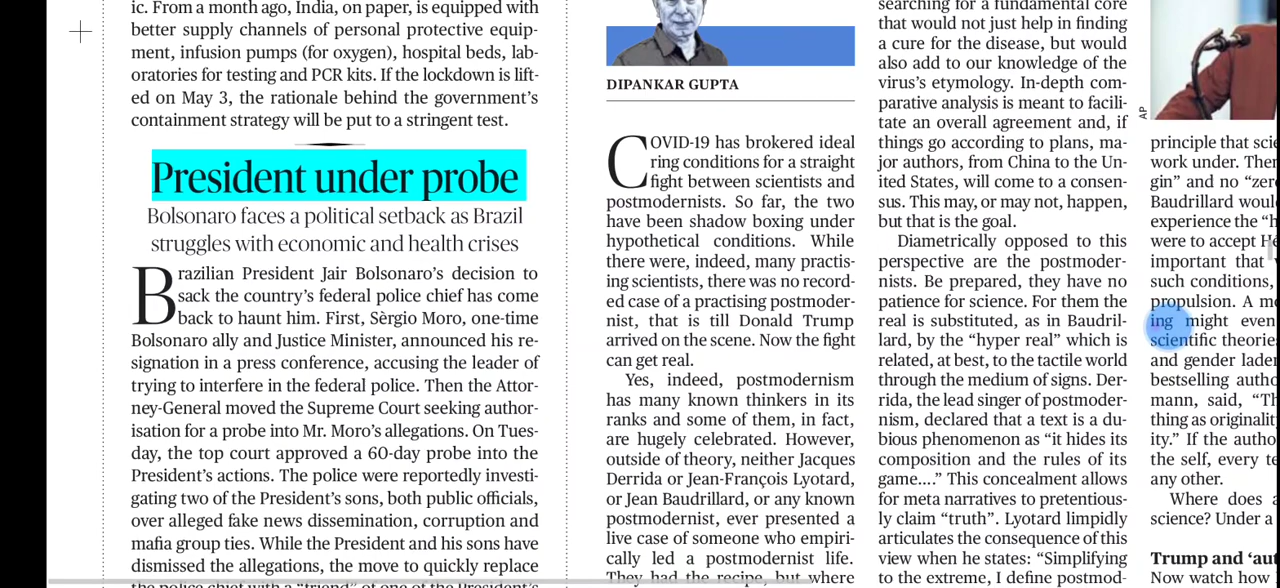 ic. From a month ago, India, on paper, is equipped with
better supply channels of personal protective equip-
ment, infusion pumps (for oxygen), hospital beds, lab-
oratories for testing and PCR kits. If the lockdown is lift-
ed on May 3, the rationale behind the government's
containment strategy will be put to a stringent test.
President under probe
Bolsonaro faces a political setback as Brazil
struggles with economic and health crises
Brazilian President Jair Bolsonaro's decision to
sack the country's federal police chief has come
back to haunt him. First, Sèrgio Moro, one-time
Bolsonaro ally and Justice Minister, announced his re-
signation in a press conference, accusing the leader of
trying to interfere in the federal police. Then the Attor-
ney-General moved the Supreme Court seeking author-
isation for a probe into Mr. Moro's allegations. On Tues-
day, the top court approved a 60-day probe into the
President's actions. The police were reportedly investi-
gating two of the President's sons, both public officials,
over alleged fake news dissemination, corruption and
mafia group ties. While the President and his sons have
dismissed the allegations, the move to quickly replace
the police chief with a "friend" of one of the President's
DIPANKAR GUPTA
COVID-19 has brokered ideal
ring conditions for a straight
fight between scientists and
postmodernists. So far, the two
have been shadow boxing under
hypothetical conditions. While
there were, indeed, many practis-
ing scientists, there was no record-
ed case of a practising postmoder-
nist, that is till Donald Trump
arrived on the scene. Now the fight
can get real.
Yes, indeed, postmodernism
has many known thinkers in its
ranks and some of them, in fact,
are hugely celebrated. However,
outside of theory, neither Jacques
Derrida or Jean-François Lyotard,
or Jean Baudrillard, or any known
postmodernist, ever presented a
live case of someone who empiri-
cally led a postmodernist life.
They had the recipe, but where
searching for a fundamental core
that would not just help in finding
a cure for the disease, but would
also add to our knowledge of the
virus's etymology. In-depth com-
parative analysis is meant to facili-
tate an overall agreement and, if
things go according to plans, ma-
jor authors, from China to the Un-
ited States, will come to a consen-
sus. This may, or may not, happen,
but that is the goal.
Diametrically opposed to this
perspective are the postmoder-
nists. Be prepared, they have no
patience for science. For them the
real is substituted, as in Baudril-
lard, by the "hyper real" which is
related, at best, to the tactile world
through the medium of signs. Der-
rida, the lead singer of postmoder-
nism, declared that a text is a du-
bious phenomenon as "it hides its
composition and the rules of its
game...." This concealment allows
for meta narratives to pretentious-
ly claim "truth". Lyotard limpidly
articulates the consequence of this
view when he states: "Simplifying
to the extreme, I define postmod-
AP
principle that scie
work under. Ther
gin" and no "zer
Baudrillard woul
experience the "h
were to accept H
important that
such conditions,
propulsion. A m
ing might even
scientific theorie
and gender lader
bestselling autho
mann, said, "Th
thing as originalit
ity." If the autho
the self, every te
any other.
Where does a
science? Under a
Trump and 'aut
Now watch how